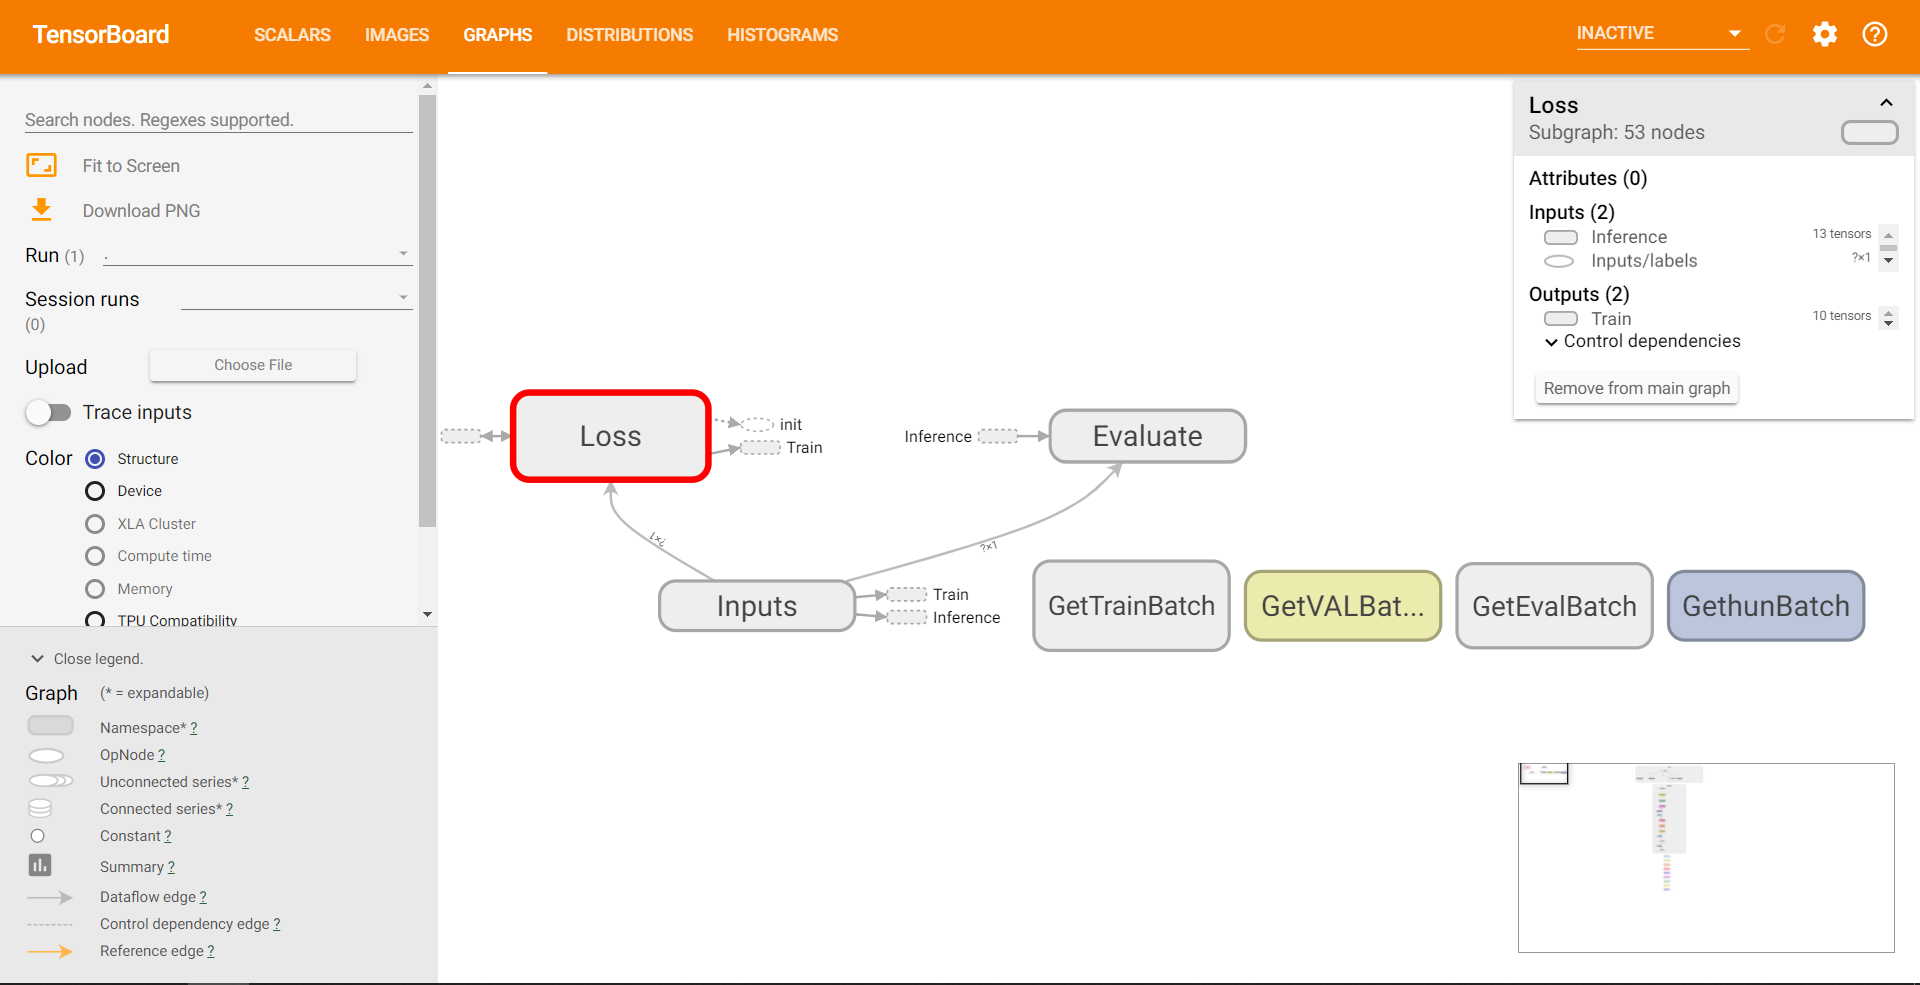 TensorBoard
SCALARS IMAGES GRAPHS DISTRIBUTIONS HISTOGRAMS
INACTIVE
Search nodes. Regexes supported.
Fit to Screen
Download PNG
Run (1) .
Session runs
(0)
Upload Choose File
Trace inputs
Color Structure
Device
XLA Cluster
Compute time
Memory
TPU Compatibility
Close legend.
Graph (* = expandable)
Namespace* ?
OpNode ?
Unconnected series* ?
Connected series* ?
Constant ?
Summary ?
Dataflow edge ?
Control dependency edge ?
Reference edge ?
Loss
init
Train
Inference
Evaluate
?×1
?×1
Inputs
Train
Inference
GetTrainBatch
GetVALBat...
GetEvalBatch
GethunBatch
Loss
Subgraph: 53 nodes
Attributes (0)
Inputs (2)
Inference 13 tensors
Inputs/labels ?×1
Outputs (2)
Train 10 tensors
Control dependencies
Remove from main graph